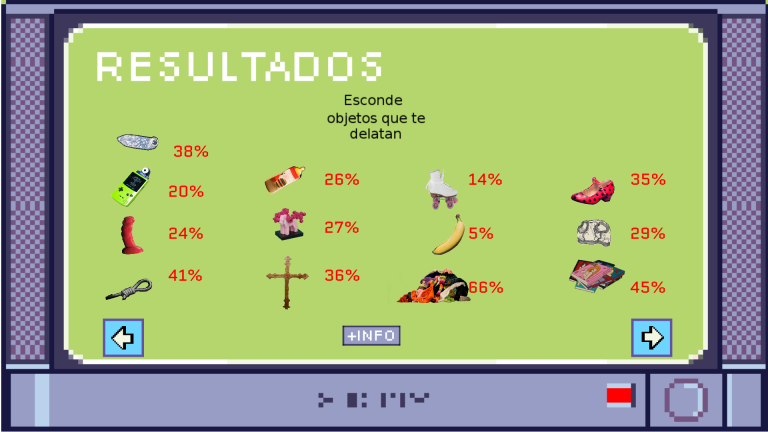 RESULTADOS
Esconde
objetos que te
delatan
38%
20%
26%
14%
35%
24%
27%
5%
29%
41%
36%
66%
45%
+INFO